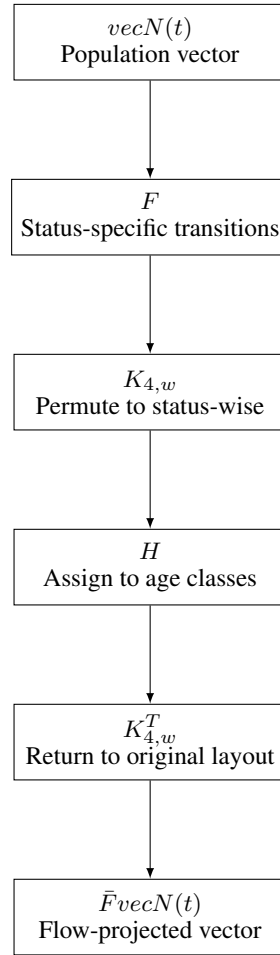 vecN(t)
Population vector
F
Status-specific transitions
K_{4,w}
Permute to status-wise
H
Assign to age classes
K_{4,w}^T
Return to original layout
F̄vecN(t)
Flow-projected vector